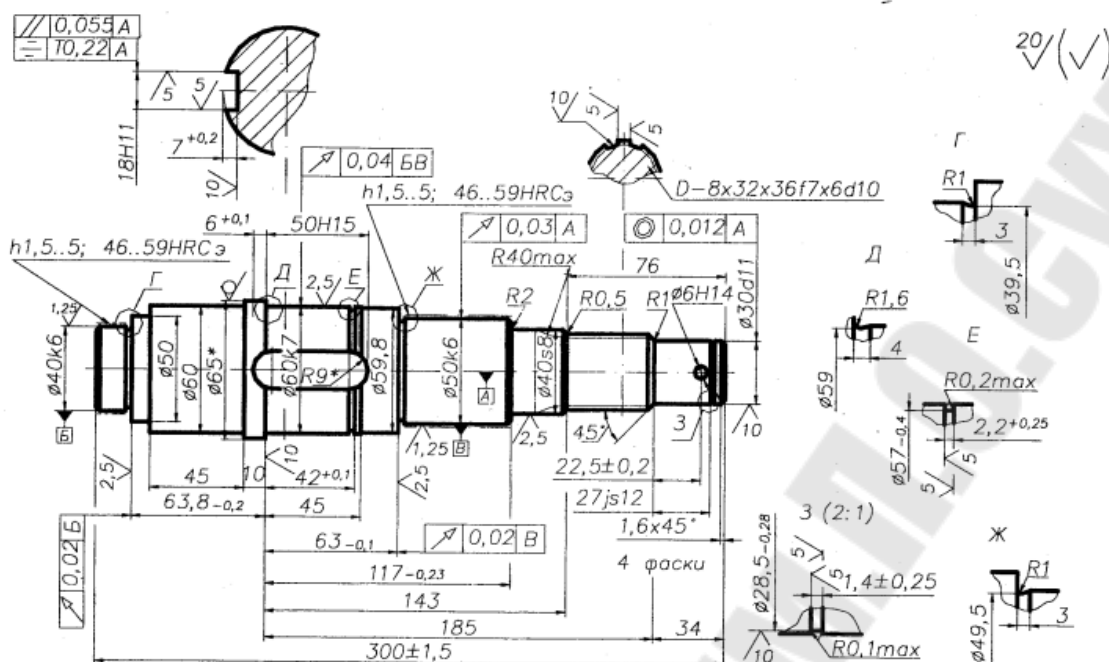 // 0,055 A
= T0,22 A
5
5
18H11
7+0,2
10
0,04 БВ
h1,5..5; 46..59HRCэ
h1,5..5; 46..59HRCэ
6+0,1
50H15
0,03 A
0,012 A
10
5
5
D-8x32x36f7x6d10
20 (√)
R40max
76
Г
Д
2,5
Е
Ж
R2
R0,5
R1
ø6H14
ø30d11
1,25
ø40k6
ø50
ø60
ø65*
ø60k7
R9*
ø59,8
ø50k6
А
ø40s8
Б
В
2,5
45
10
10
42+0,1
1,25
2,5
2,5
45°
3
10
63,8-0,2
45
22,5±0,2
27js12
0,02 Б
63-0,1
0,02 В
1,6x45°
4 фаски
117-0,23
143
185
34
300±1,5
Г
R1
3
ø39,5
Д
R1,6
4
ø59
Е
R0,2max
2,2+0,25
ø57-0,4
5
5
3 (2:1)
ø28,5-0,28
5
5
1,4±0,25
10
R0,1max
Ж
R1
3
ø49,5